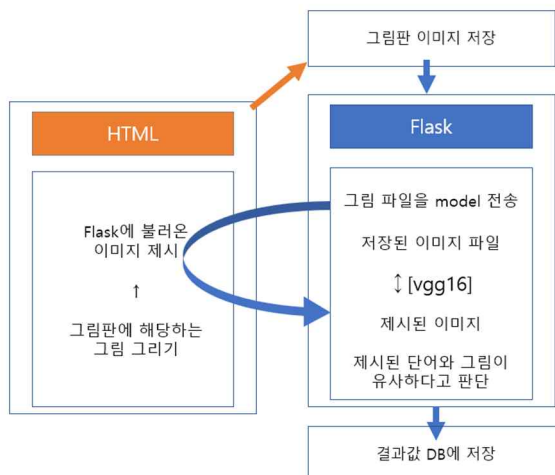 그림판 이미지 저장
HTML
Flask에 불러온
이미지 제시
↑
그림판에 해당하는
그림 그리기
Flask
그림 파일을 model 전송
저장된 이미지 파일
↕[vgg16]
제시된 이미지
제시된 단어와 그림이
유사하다고 판단
결과값 DB에 저장